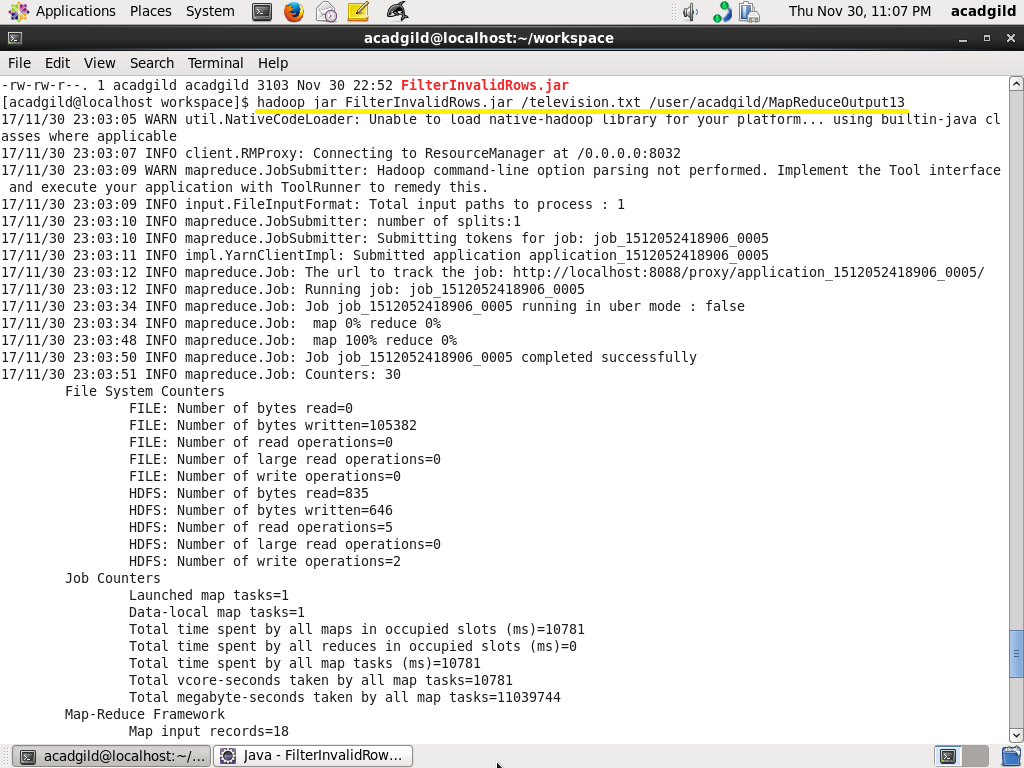 Applications Places System Thu Nov 30, 11:07 PM acadgild
acadgild@localhost:~/workspace
File Edit View Search Terminal Help
-rw-rw-r--. 1 acadgild acadgild 3103 Nov 30 22:52 FilterInvalidRows.jar
[acadgild@localhost workspace]$ hadoop jar FilterInvalidRows.jar /television.txt /user/acadgild/MapReduceOutput13
17/11/30 23:03:05 WARN util.NativeCodeLoader: Unable to load native-hadoop library for your platform... using builtin-java cl
asses where applicable
17/11/30 23:03:07 INFO client.RMProxy: Connecting to ResourceManager at /0.0.0.0:8032
17/11/30 23:03:09 WARN mapreduce.JobSubmitter: Hadoop command-line option parsing not performed. Implement the Tool interface
 and execute your application with ToolRunner to remedy this.
17/11/30 23:03:09 INFO input.FileInputFormat: Total input paths to process : 1
17/11/30 23:03:10 INFO mapreduce.JobSubmitter: number of splits:1
17/11/30 23:03:10 INFO mapreduce.JobSubmitter: Submitting tokens for job: job_1512052418906_0005
17/11/30 23:03:11 INFO impl.YarnClientImpl: Submitted application application_1512052418906_0005
17/11/30 23:03:12 INFO mapreduce.Job: The url to track the job: http://localhost:8088/proxy/application_1512052418906_0005/
17/11/30 23:03:12 INFO mapreduce.Job: Running job: job_1512052418906_0005
17/11/30 23:03:34 INFO mapreduce.Job: Job job_1512052418906_0005 running in uber mode : false
17/11/30 23:03:34 INFO mapreduce.Job:  map 0% reduce 0%
17/11/30 23:03:48 INFO mapreduce.Job:  map 100% reduce 0%
17/11/30 23:03:50 INFO mapreduce.Job: Job job_1512052418906_0005 completed successfully
17/11/30 23:03:51 INFO mapreduce.Job: Counters: 30
File System Counters
FILE: Number of bytes read=0
FILE: Number of bytes written=105382
FILE: Number of read operations=0
FILE: Number of large read operations=0
FILE: Number of write operations=0
HDFS: Number of bytes read=835
HDFS: Number of bytes written=646
HDFS: Number of read operations=5
HDFS: Number of large read operations=0
HDFS: Number of write operations=2
Job Counters
Launched map tasks=1
Data-local map tasks=1
Total time spent by all maps in occupied slots (ms)=10781
Total time spent by all reduces in occupied slots (ms)=0
Total time spent by all map tasks (ms)=10781
Total vcore-seconds taken by all map tasks=10781
Total megabyte-seconds taken by all map tasks=11039744
Map-Reduce Framework
Map input records=18
acadgild@localhost:~/... Java - FilterInvalidRow...